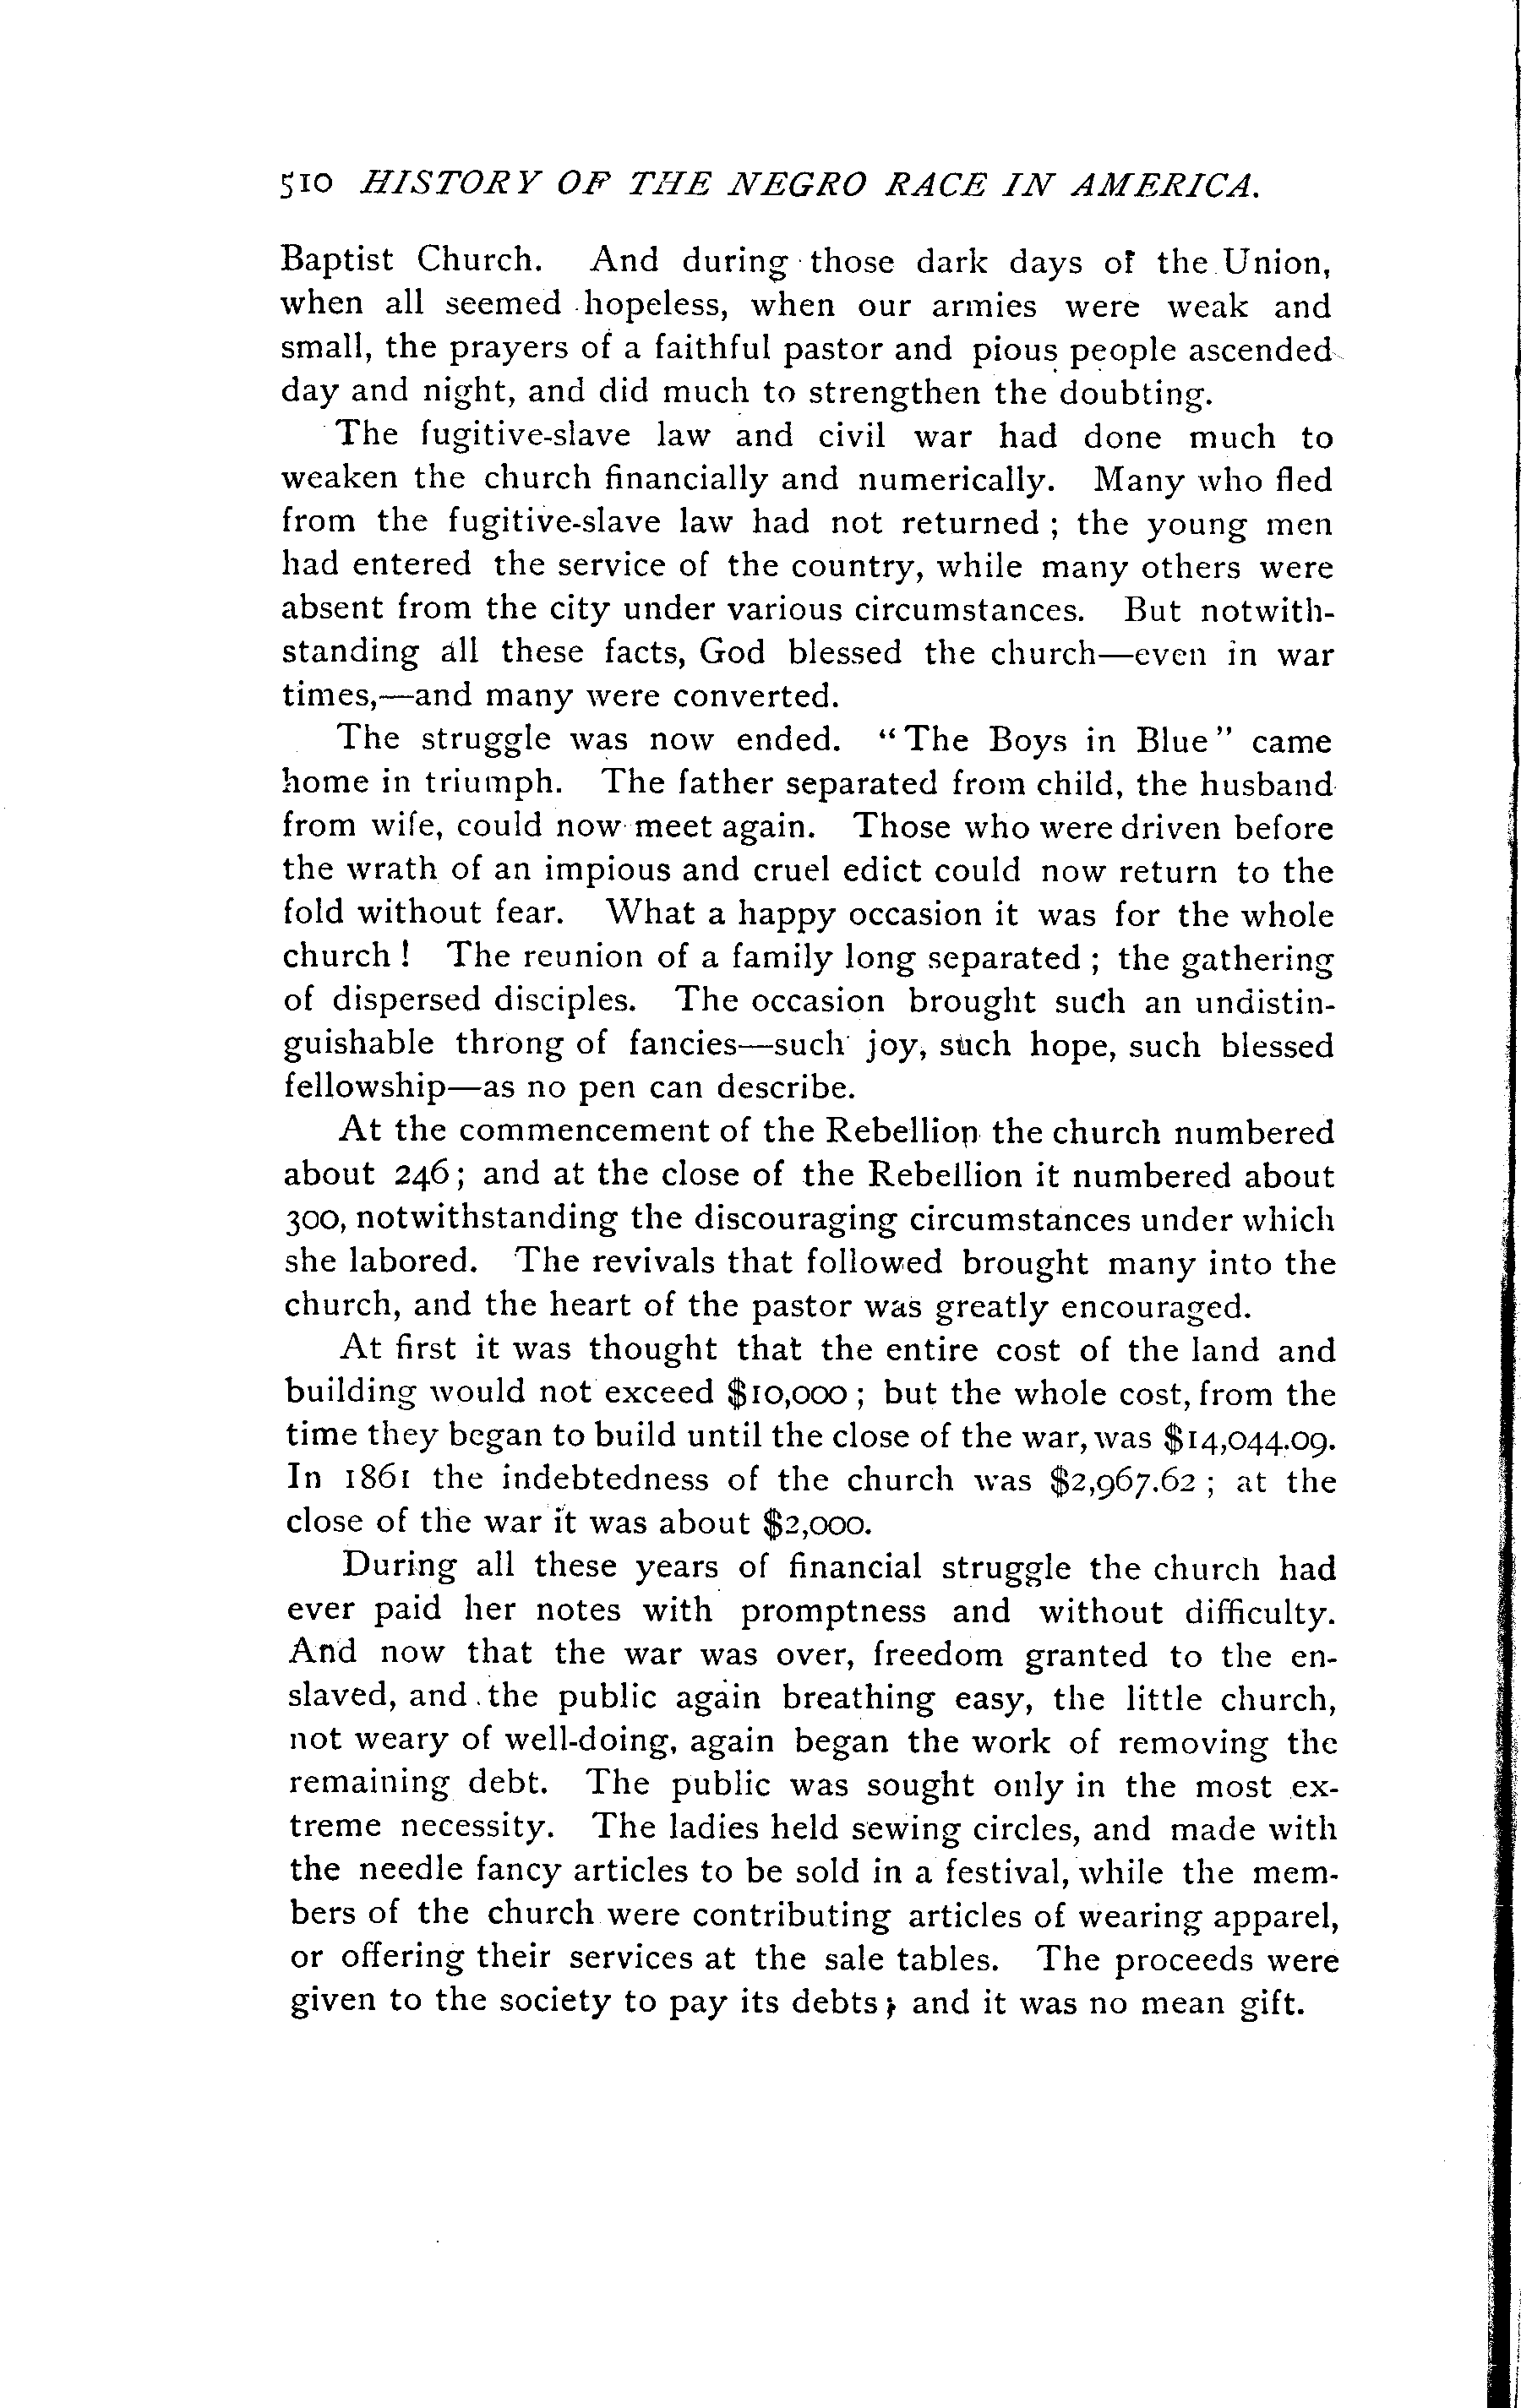 510 HISTORY OF THE NEGRO RACE IN AMERICA.
Baptist Church. And during those dark days of the Union,
when all seemed hopeless, when our armies were weak and
small, the prayers of a faithful pastor and pious people ascended
day and night, and did much to strengthen the doubting.
The fugitive-slave law and civil war had done much to
weaken the church financially and numerically. Many who fled
from the fugitive-slave law had not returned ; the young men
had entered the service of the country, while many others were
absent from the city under various circumstances. But notwith-
standing all these facts, God blessed the church—even in war
times,—and many were converted.
The struggle was now ended. “ The Boys in Blue ” came
home in triumph. The father separated from child, the husband
from wife, could now meet again. Those who were driven before
the wrath of an impious and cruel edict could now return to the
fold without fear. What a happy occasion it was for the whole
church ! The reunion of a family long separated ; the gathering
of dispersed disciples. The occasion brought such an undistin-
guishable throng of fancies—such joy, such hope, such blessed
fellowship—as no pen can describe.
At the commencement of the Rebellion the church numbered
about 246 ; and at the close of the Rebellion it numbered about
300, notwithstanding the discouraging circumstances under which
she labored. The revivals that followed brought many into the
church, and the heart of the pastor was greatly encouraged.
At first it was thought that the entire cost of the land and
building would not exceed $10,000 ; but the whole cost, from the
time they began to build until the close of the war, was $14,044.09.
In 1861 the indebtedness of the church was $2,967.62 ; at the
close of the war it was about $2,000.
During all these years of financial struggle the church had
ever paid her notes with promptness and without difficulty.
And now that the war was over, freedom granted to the en-
slaved, and the public again breathing easy, the little church,
not weary of well-doing, again began the work of removing the
remaining debt. The public was sought only in the most ex-
treme necessity. The ladies held sewing circles, and made with
the needle fancy articles to be sold in a festival, while the mem-
bers of the church were contributing articles of wearing apparel,
or offering their services at the sale tables. The proceeds were
given to the society to pay its debts ; and it was no mean gift.